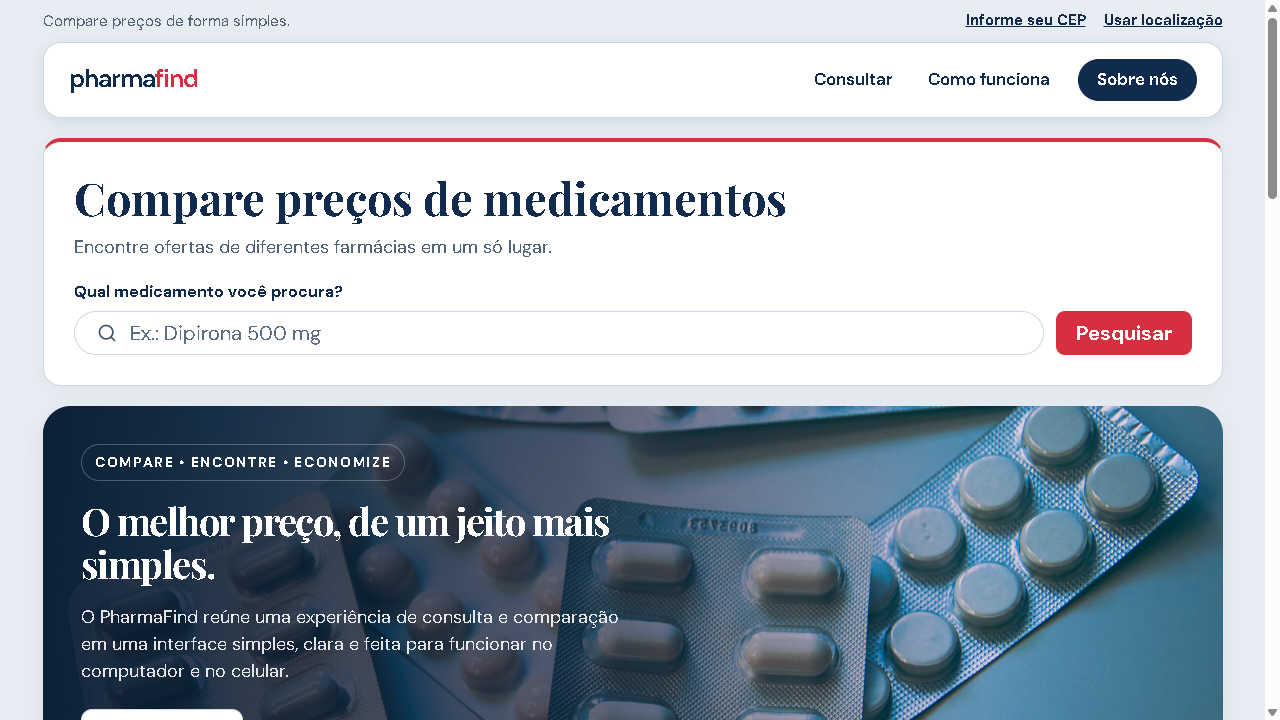 Compare preços de forma simples.
Informe seu CEP
Usar localização
pharmafind
Consultar
Como funciona
Sobre nós
Compare preços de medicamentos
Encontre ofertas de diferentes farmácias em um só lugar.
Qual medicamento você procura?
Ex.: Dipirona 500 mg
Pesquisar
COMPARE • ENCONTRE • ECONOMIZE
O melhor preço, de um jeito mais
simples.
O PharmaFind reúne uma experiência de consulta e comparação
em uma interface simples, clara e feita para funcionar no
computador e no celular.